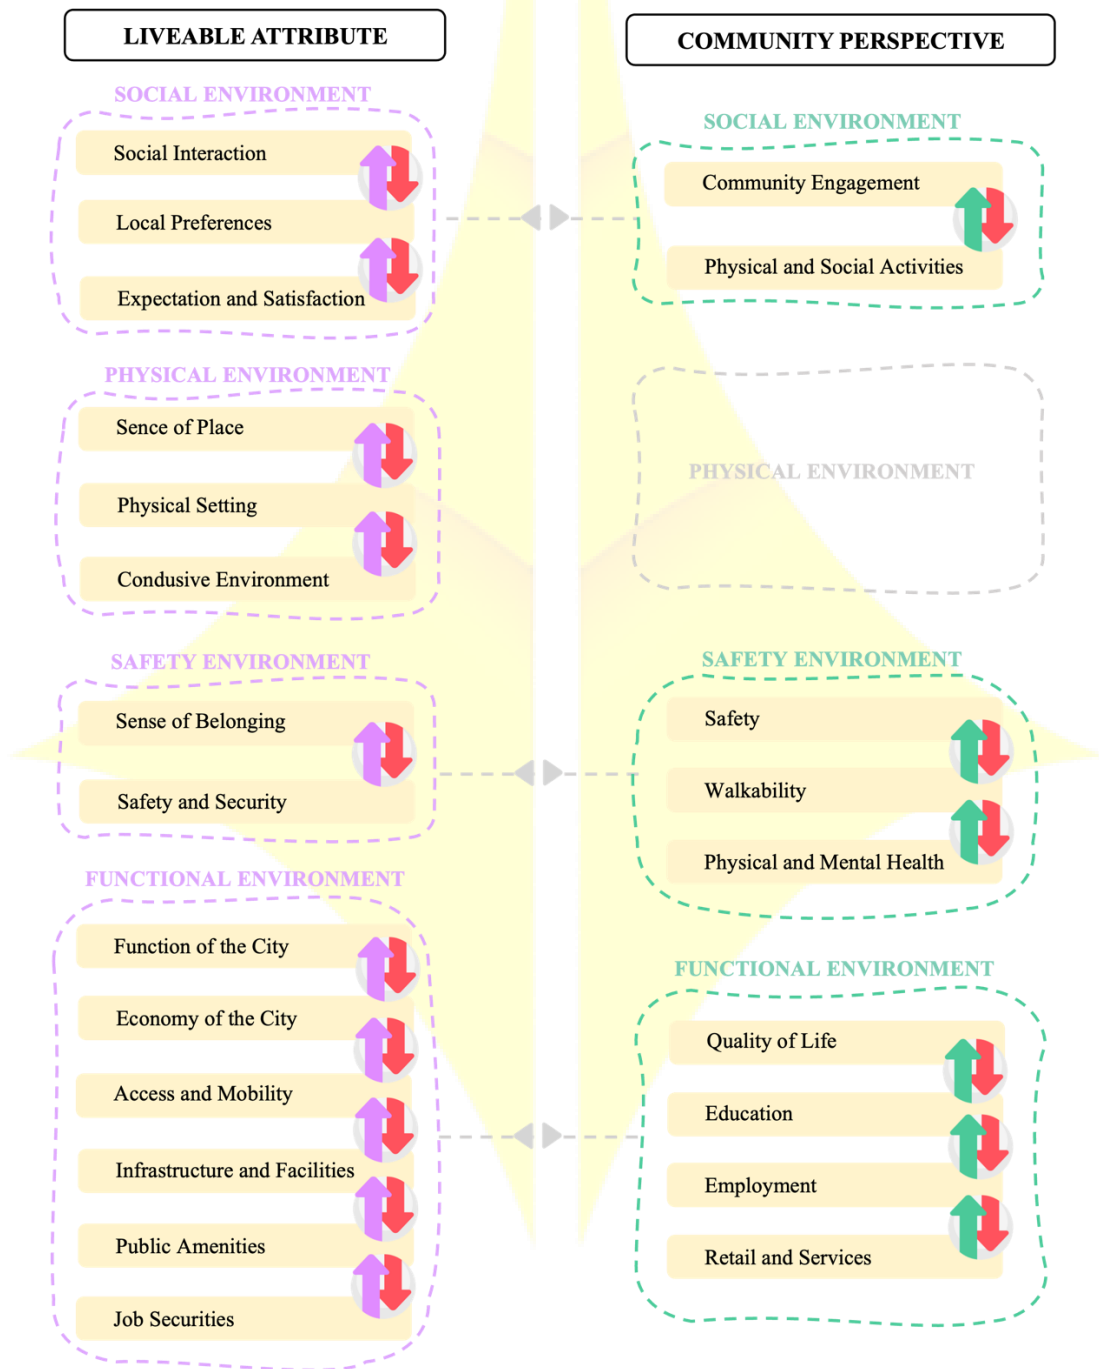 LIVEABLE ATTRIBUTE
SOCIAL ENVIRONMENT
Social Interaction
Local Preferences
Expectation and Satisfaction
PHYSICAL ENVIRONMENT
Sence of Place
Physical Setting
Condusive Environment
SAFETY ENVIRONMENT
Sense of Belonging
Safety and Security
FUNCTIONAL ENVIRONMENT
Function of the City
Economy of the City
Access and Mobility
Infrastructure and Facilities
Public Amenities
Job Securities
COMMUNITY PERSPECTIVE
SOCIAL ENVIRONMENT
Community Engagement
Physical and Social Activities
PHYSICAL ENVIRONMENT
SAFETY ENVIRONMENT
Safety
Walkability
Physical and Mental Health
FUNCTIONAL ENVIRONMENT
Quality of Life
Education
Employment
Retail and Services